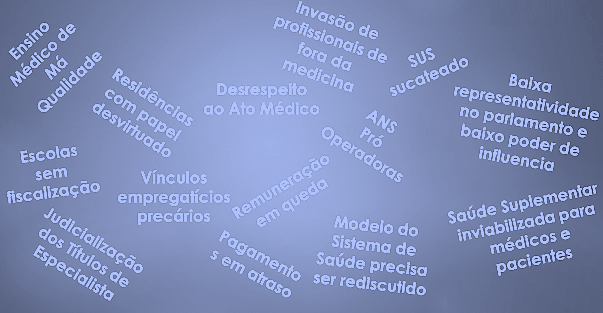 Ensino
Médico de
Má
Qualidade
Invasão de
profissionais de
fora da
medicina
SUS
sucateado
Residências
com papel
desvirtuado
Desrespeito
ao Ato Médico
Baixa
representatividade
no parlamento e
baixo poder de
influencia
ANS
Pró
Operadoras
Escolas
sem
fiscalização
Vínculos
empregatícios
precários
Remuneração
em queda
Saúde Suplementar
inviabilizada para
médicos e
pacientes
Judicialização
dos Títulos de
Especialista
Pagamento
s em atraso
Modelo do
Sistema de
Saúde precisa
ser rediscutido